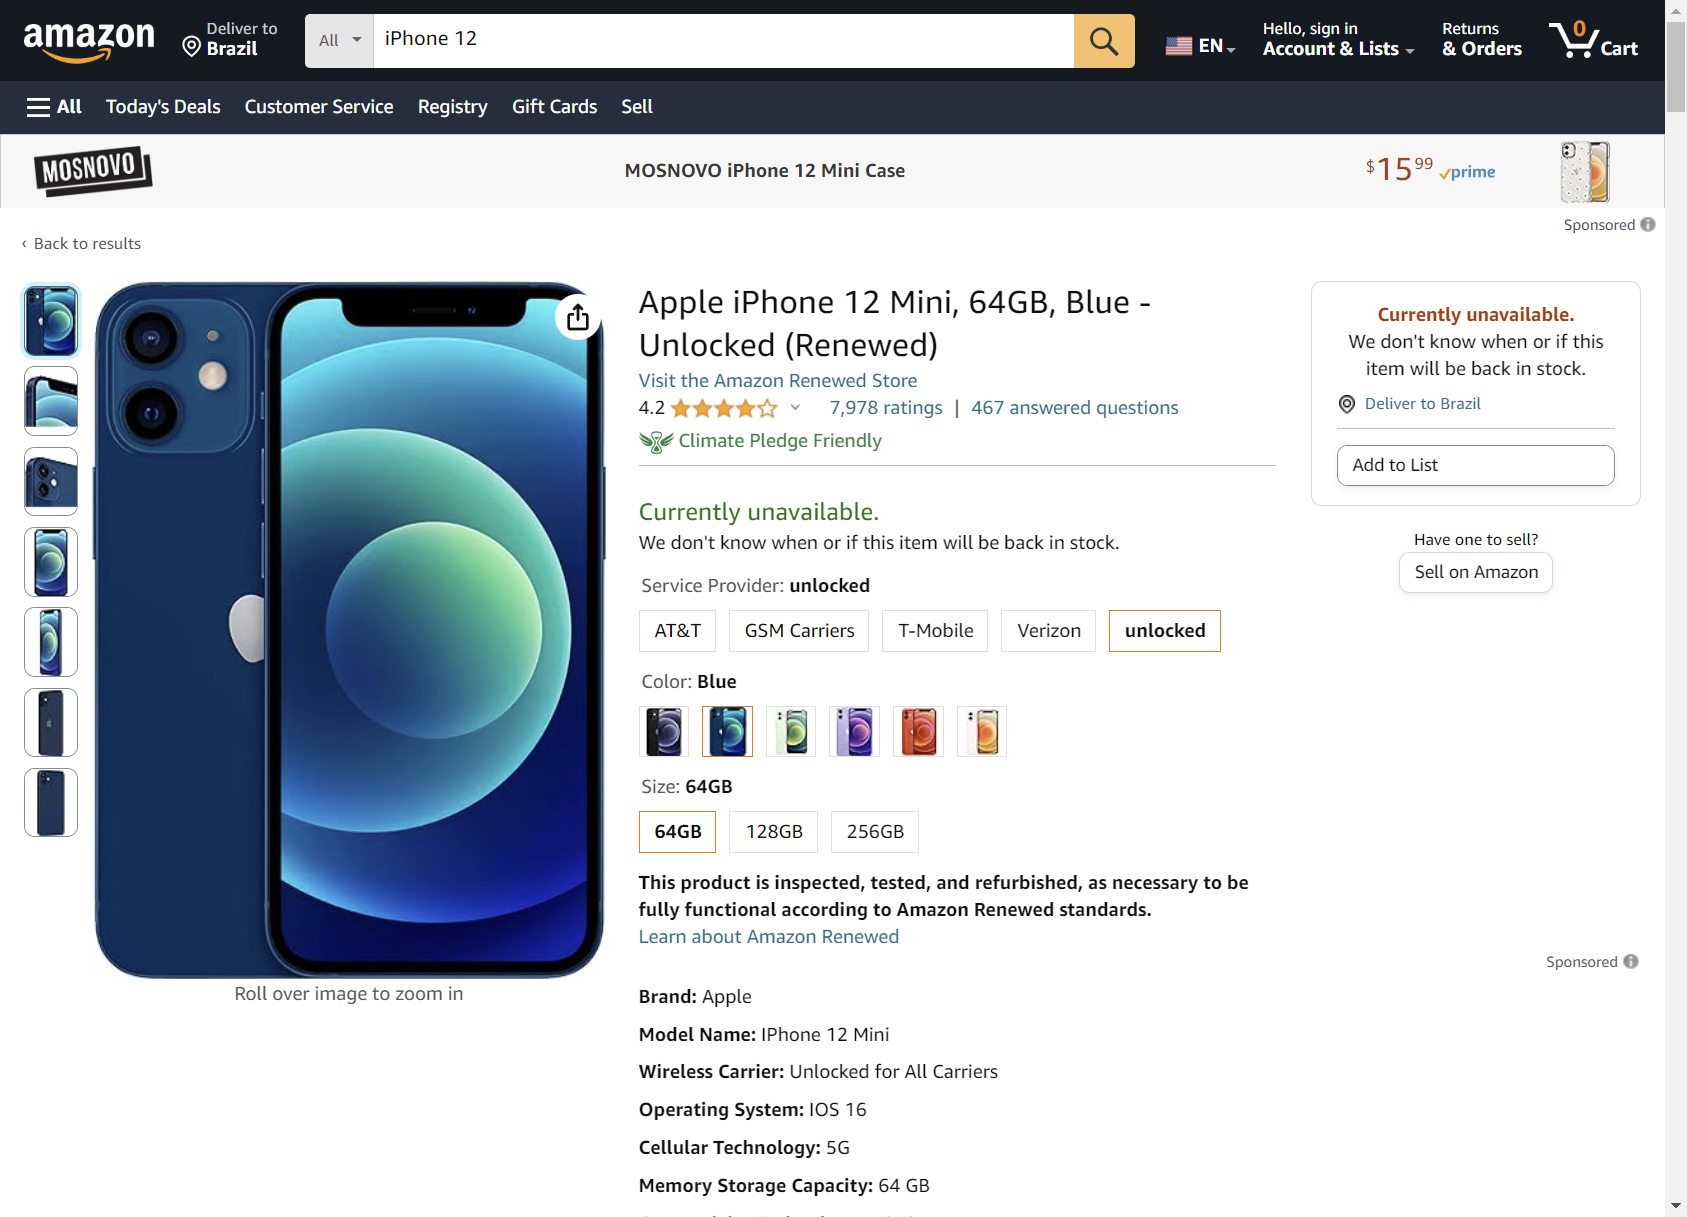 amazon
Deliver to
Brazil
All
iPhone 12
EN
Hello, sign in
Account & Lists
Returns
& Orders
0
Cart
All
Today's Deals
Customer Service
Registry
Gift Cards
Sell
MOSNOVO
MOSNOVO iPhone 12 Mini Case
$15 99
prime
Sponsored
‹ Back to results
Apple iPhone 12 Mini, 64GB, Blue -
Unlocked (Renewed)
Visit the Amazon Renewed Store
4.2
7,978 ratings | 467 answered questions
Climate Pledge Friendly
Currently unavailable.
We don't know when or if this item will be back in stock.
Service Provider: unlocked
AT&T
GSM Carriers
T-Mobile
Verizon
unlocked
Color: Blue
Size: 64GB
64GB
128GB
256GB
This product is inspected, tested, and refurbished, as necessary to be
fully functional according to Amazon Renewed standards.
Learn about Amazon Renewed
Brand: Apple
Model Name: IPhone 12 Mini
Wireless Carrier: Unlocked for All Carriers
Operating System: IOS 16
Cellular Technology: 5G
Memory Storage Capacity: 64 GB
Roll over image to zoom in
Currently unavailable.
We don't know when or if this
item will be back in stock.
Deliver to Brazil
Add to List
Have one to sell?
Sell on Amazon
Sponsored